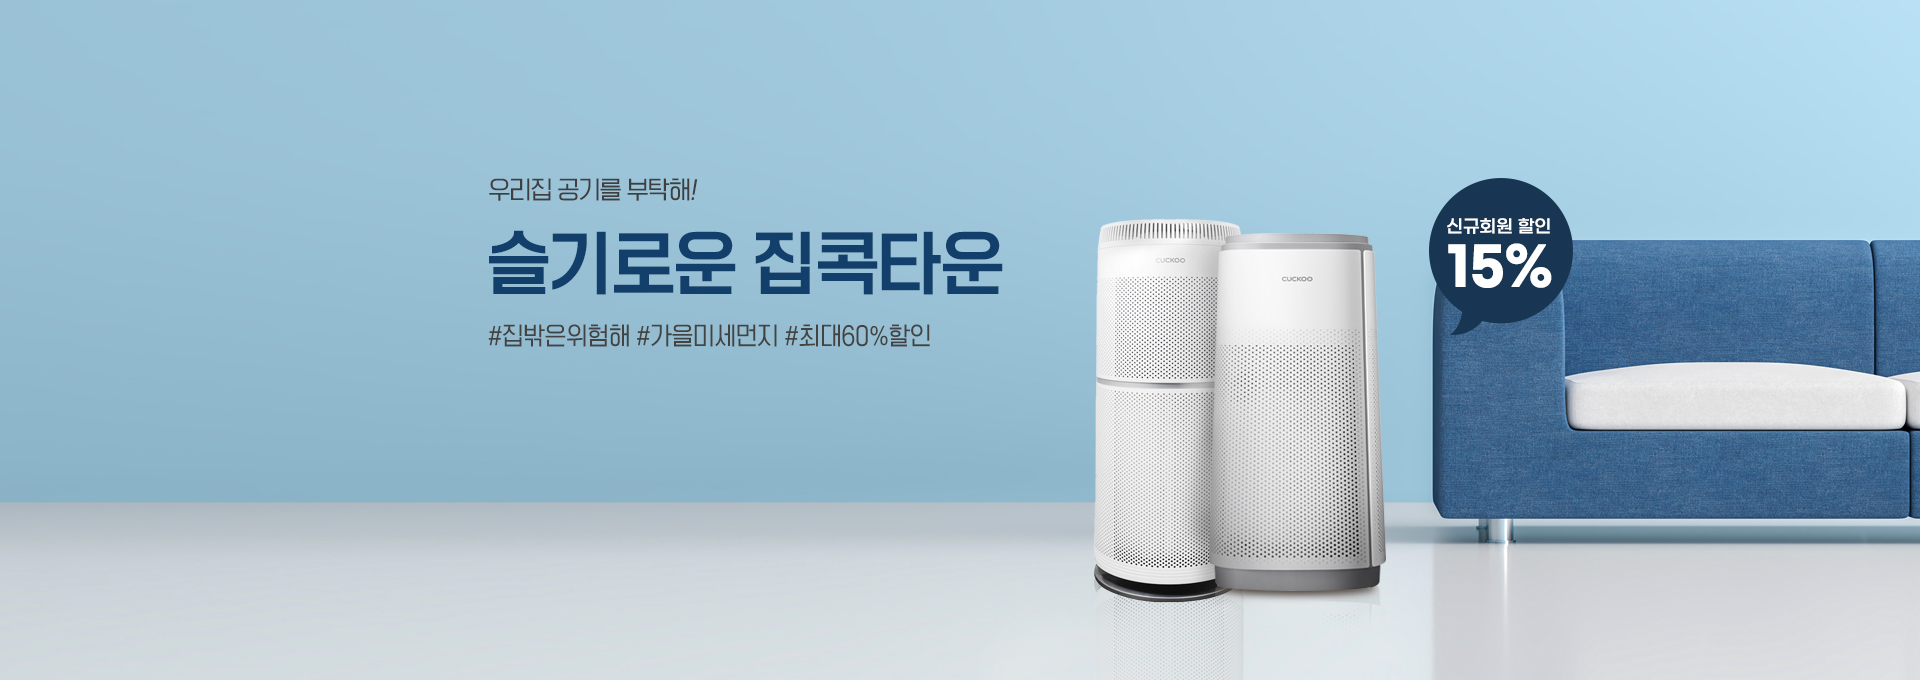 우리집 공기를 부탁해!
슬기로운 집콕타운
#집밖은위험해 #가을미세먼지 #최대60%할인
CUCKOO
CUCKOO
신규회원 할인
15%